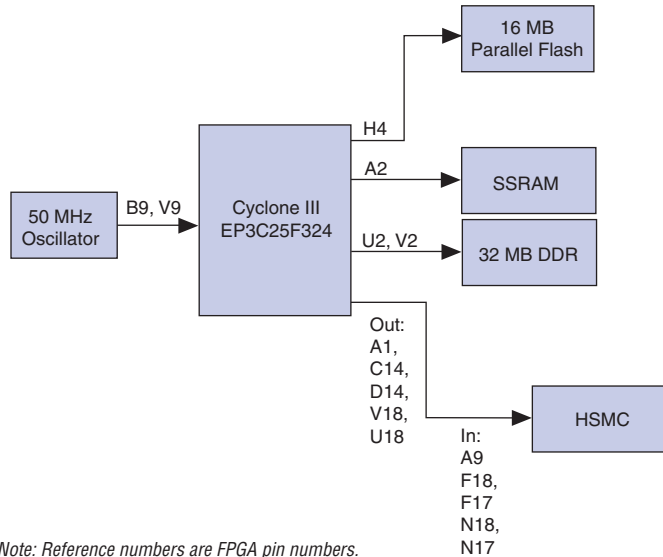 16 MB
Parallel Flash
H4
A2
SSRAM
50 MHz
Oscillator
B9, V9
Cyclone III
EP3C25F324
U2, V2
32 MB DDR
Out:
A1,
C14,
D14,
V18,
U18
HSMC
In:
A9
F18,
F17
N18,
N17
Note: Reference numbers are FPGA pin numbers.